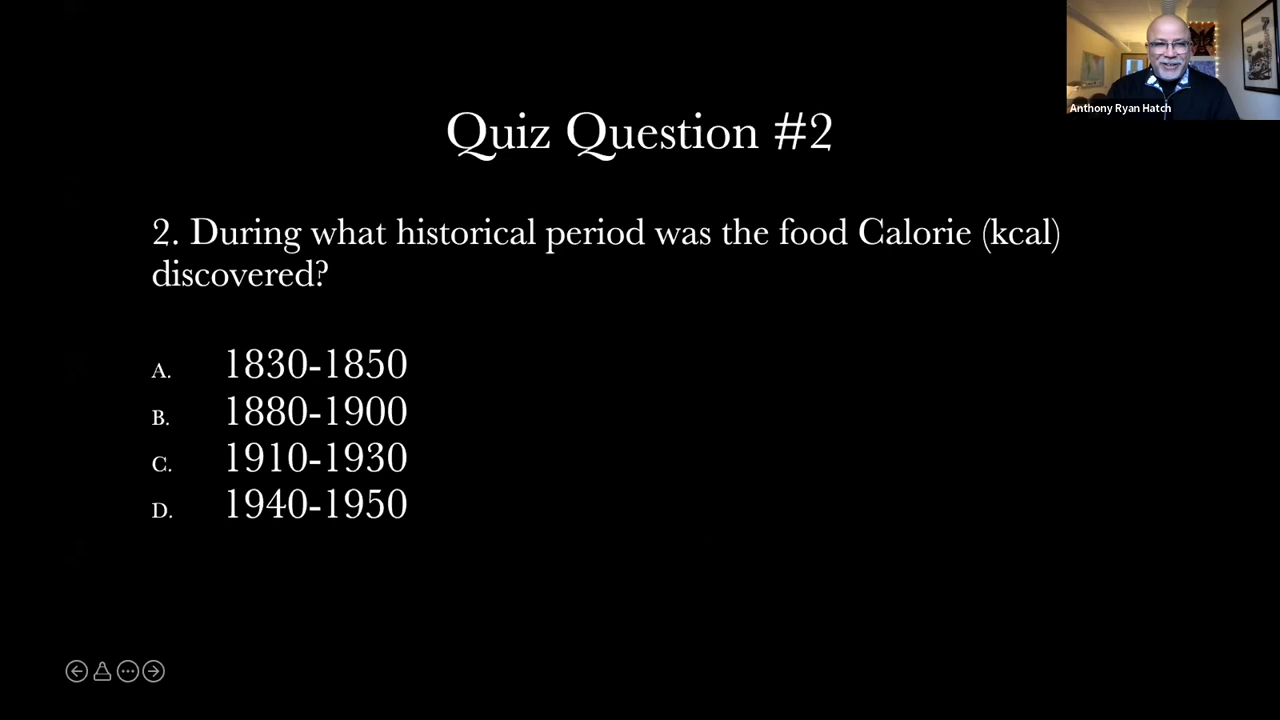 Anthony Ryan Hatch
Quiz Question #2
2. During what historical period was the food Calorie (kcal)
discovered?
A. 1830-1850
B. 1880-1900
C. 1910-1930
D. 1940-1950